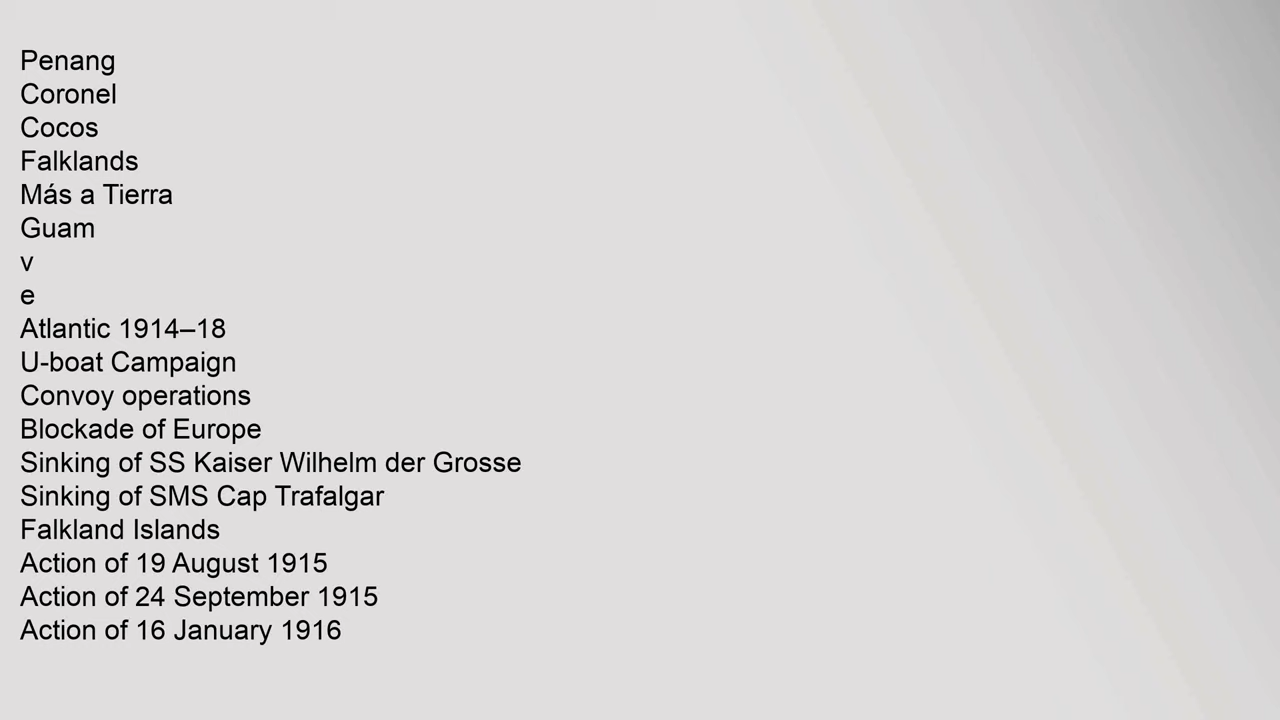 Penang
Coronel
Cocos
Falklands
Más a Tierra
Guam
v
e
Atlantic 1914–18
U-boat Campaign
Convoy operations
Blockade of Europe
Sinking of SS Kaiser Wilhelm der Grosse
Sinking of SMS Cap Trafalgar
Falkland Islands
Action of 19 August 1915
Action of 24 September 1915
Action of 16 January 1916